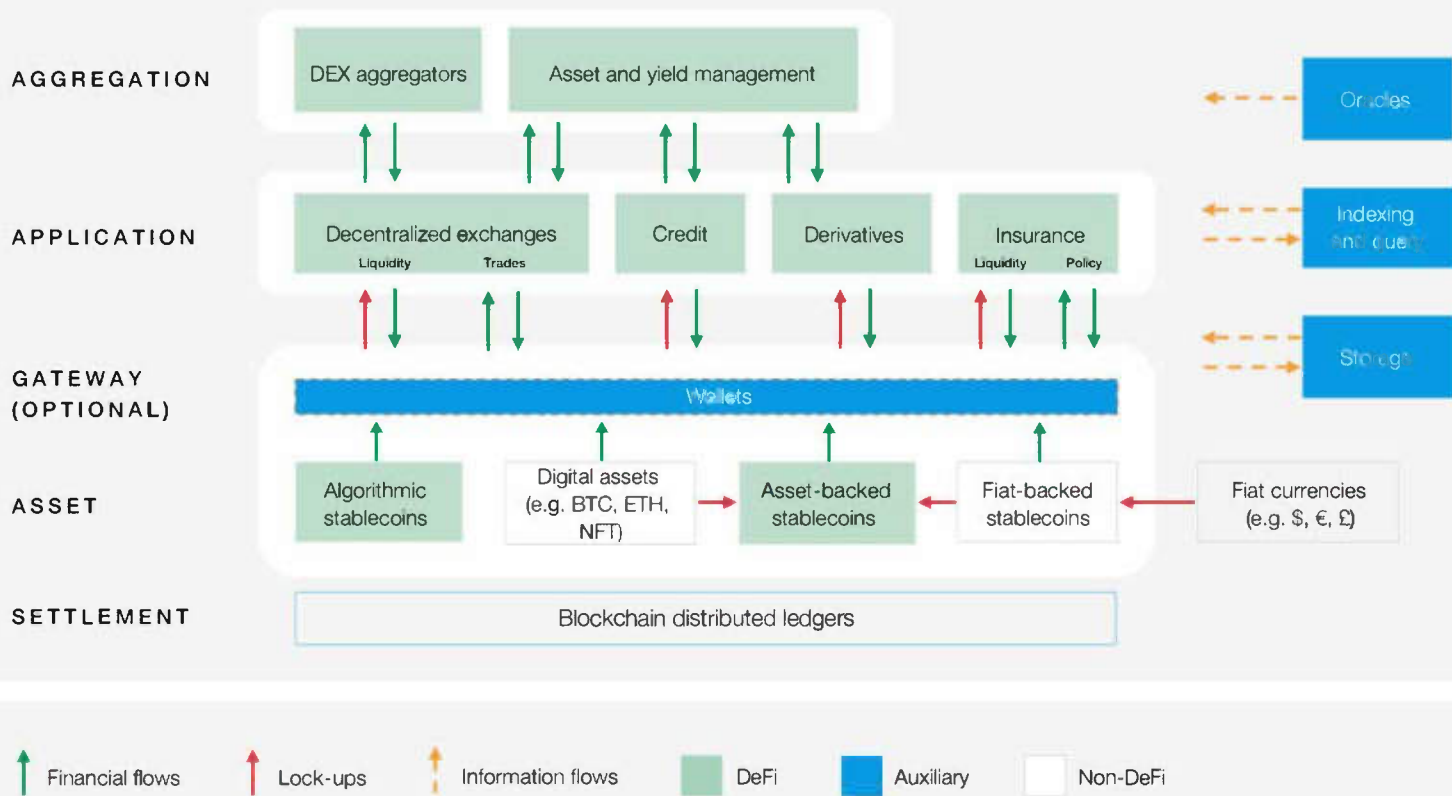 AGGREGATION
DEX aggregators
Asset and yield management
Oracles
APPLICATION
Decentralized exchanges
Liquidity
Trades
Credit
Derivatives
Insurance
Liquidity
Policy
Indexing
and
Storage
GATEWAY
(OPTIONAL)
Wallets
ASSET
Algorithmic
stablecoins
Digital assets
(e.g. BTC, ETH,
NFT)
Asset-backed
stablecoins
Fiat-backed
stablecoins
Fiat currencies
(e.g. $, €, £)
SETTLEMENT
Blockchain distributed ledgers
Financial flows
Lock-ups
Information flows
DeFi
Auxiliary
Non-DeFi